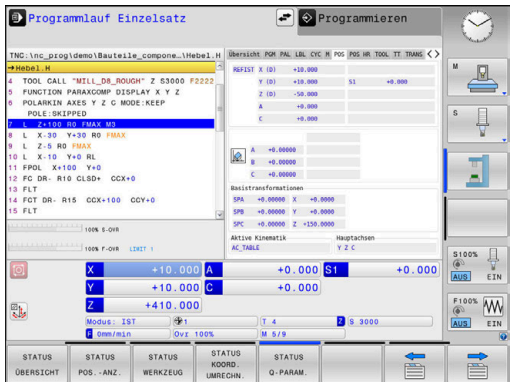 Programmlauf Einzelsatz
Programmieren
TNC:\nc_prog\demo\Bauteile_compone…\Hebel.H
→Hebel.H
4 TOOL CALL "MILL_D8_ROUGH" Z S3000 F2222
5 FUNCTION PARAXCOMP DISPLAY X Y Z
6 POLARKIN AXES Y Z C MODE:KEEP
POLE:SKIPPED
7 L Z+100 R0 FMAX M3
8 L X-30 Y+30 R0 FMAX
9 L Z-5 R0 FMAX
10 L X-10 Y+0 RL
11 FPOL X+100 Y+0
12 FC DR- R10 CLSD+ CCX+0
13 FLT
14 FCT DR- R15 CCX+100 CCY+0
15 FLT
100% S-OVR
100% F-OVR LIMIT 1
Übersicht PGM PAL LBL CYC M POS POS HR TOOL TT TRANS
REFIST X (D) +10.000
Y (D) +10.000 S1 +0.000
Z (D) -50.000
A +0.000
C +0.000
A +0.00000
B +0.00000
C +0.00000
Basistransformationen
SPA +0.00000 X +0.0000
SPB +0.00000 Y +0.0000
SPC +0.00000 Z +150.0000
Aktive Kinematik Hauptachsen
AC_TABLE Y Z C
X +10.000 A +0.000 S1 +0.000
Y +10.000 C +0.000
Z +410.000
Modus: IST 1 T 4 Z S 3000
F 0mm/min Ovr 100% M 5/9
M
S
S100%
AUS EIN
F100%
AUS EIN
STATUS ÜBERSICHT
STATUS POS.-ANZ.
STATUS WERKZEUG
STATUS KOORD. UMRECHN.
STATUS Q-PARAM.